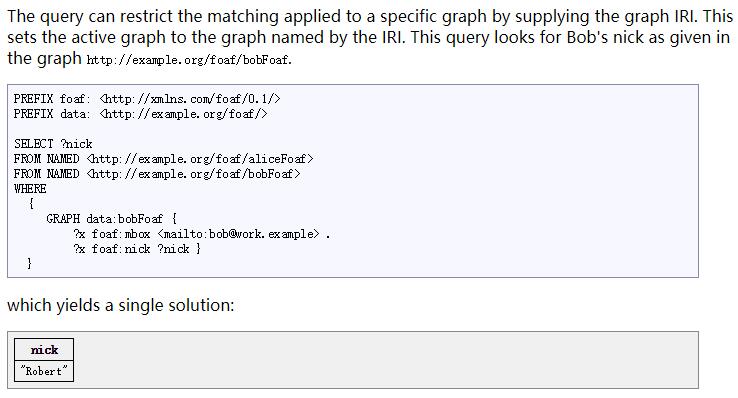 The query can restrict the matching applied to a specific graph by supplying the graph IRI. This
sets the active graph to the graph named by the IRI. This query looks for Bob's nick as given in
the graph http://example.org/foaf/bobFoaf.
PREFIX foaf: <http://xmlns.com/foaf/0.1/>
PREFIX data: <http://example.org/foaf/>
SELECT ?nick
FROM NAMED <http://example.org/foaf/aliceFoaf>
FROM NAMED <http://example.org/foaf/bobFoaf>
WHERE
{
GRAPH data:bobFoaf {
?x foaf:mbox <mailto:bob@work.example> .
?x foaf:nick ?nick }
}
which yields a single solution:
nick
"Robert"